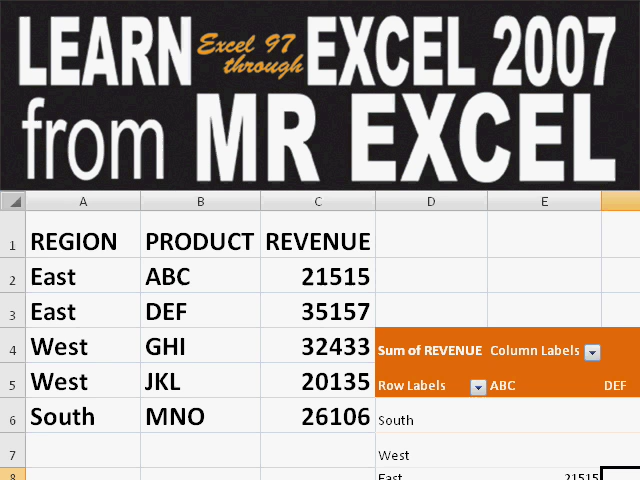 LEARN Excel 97 through EXCEL 2007
from MR EXCEL
A B C D E
1 REGION PRODUCT REVENUE
2 East ABC 21515
3 East DEF 35157
4 West GHI 32433 Sum of REVENUE Column Labels
5 West JKL 20135 Row Labels ABC DEF
6 South MNO 26106 South
7 West
8 East 21515